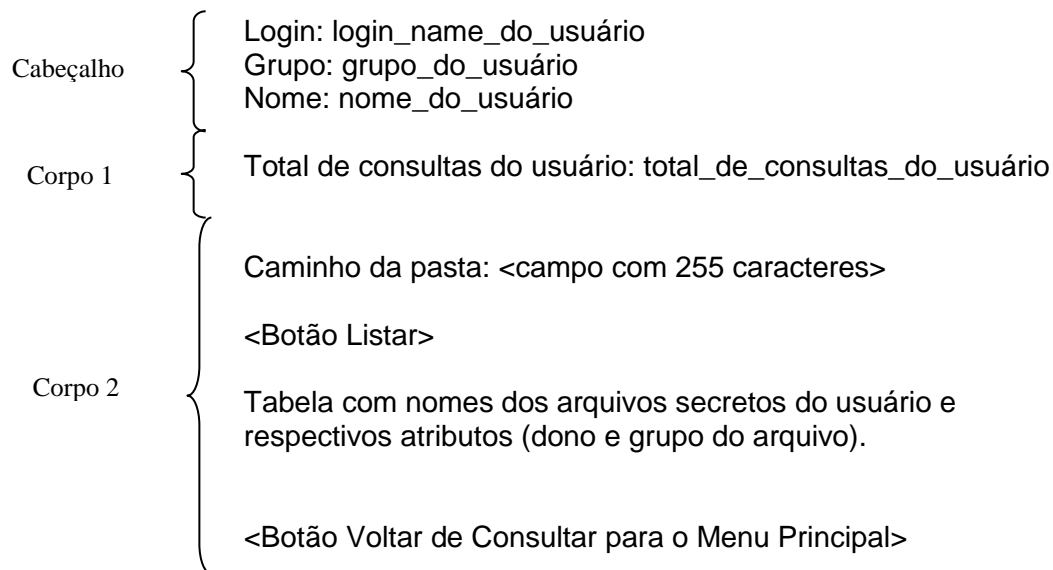 Cabeçalho
Login: login_name_do_usuário
Grupo: grupo_do_usuário
Nome: nome_do_usuário
Corpo 1
Total de consultas do usuário: total_de_consultas_do_usuário
Corpo 2
Caminho da pasta: <campo com 255 caracteres>
<Botão Listar>
Tabela com nomes dos arquivos secretos do usuário e
respectivos atributos (dono e grupo do arquivo).
<Botão Voltar de Consultar para o Menu Principal>